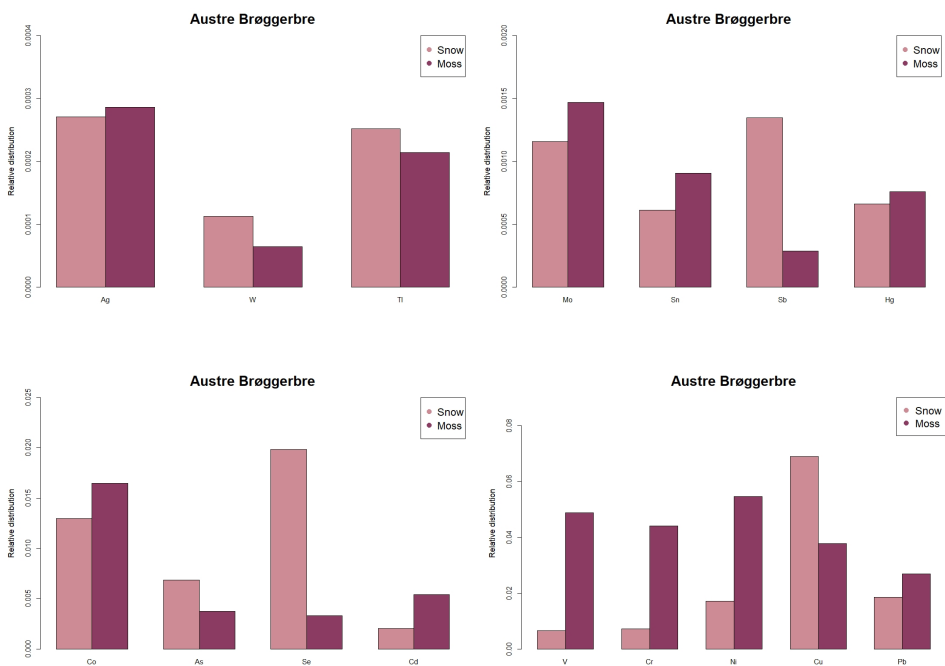 Austre Brøggerbre
Relative distribution
0.0004
0.0003
0.0002
0.0001
0.0000
Snow
Moss
Ag W Tl
Austre Brøggerbre
Relative distribution
0.0020
0.0015
0.0010
0.0005
0.0000
Snow
Moss
Mo Sn Sb Hg
Austre Brøggerbre
Relative distribution
0.025
0.020
0.015
0.010
0.005
0.000
Snow
Moss
Co As Se Cd
Austre Brøggerbre
Relative distribution
0.08
0.06
0.04
0.02
0.00
Snow
Moss
V Cr Ni Cu Pb